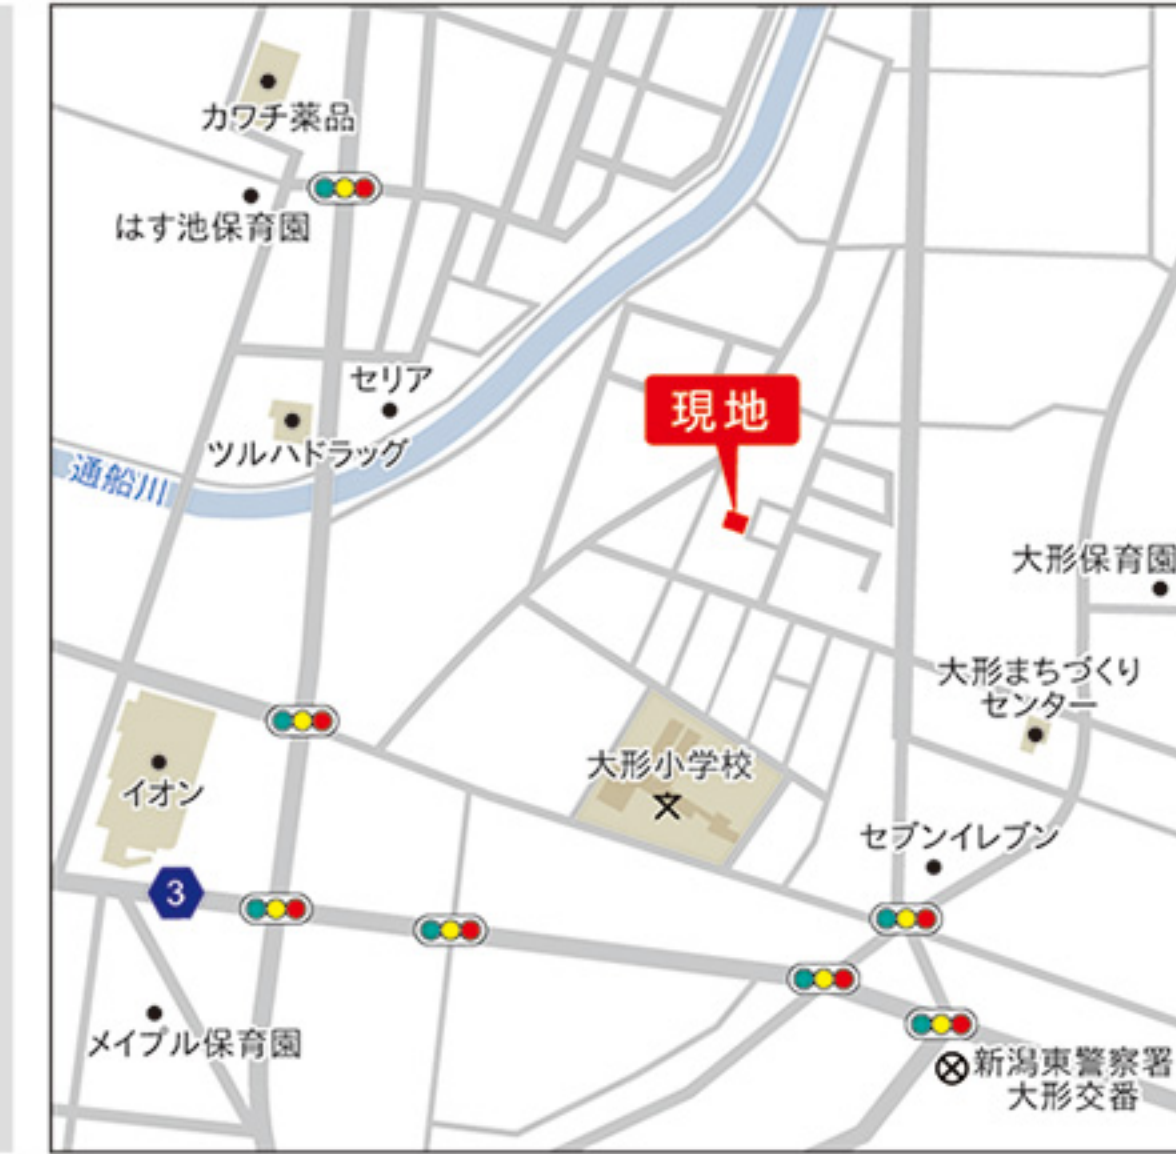 カワチ薬品
はす池保育園
セリア
ツルハドラッグ
通船川
現地
大形保育園
大形まちづくり
センター
大形小学校
イオン
セブンイレブン
3
メイプル保育園
新潟東警察署
大形交番